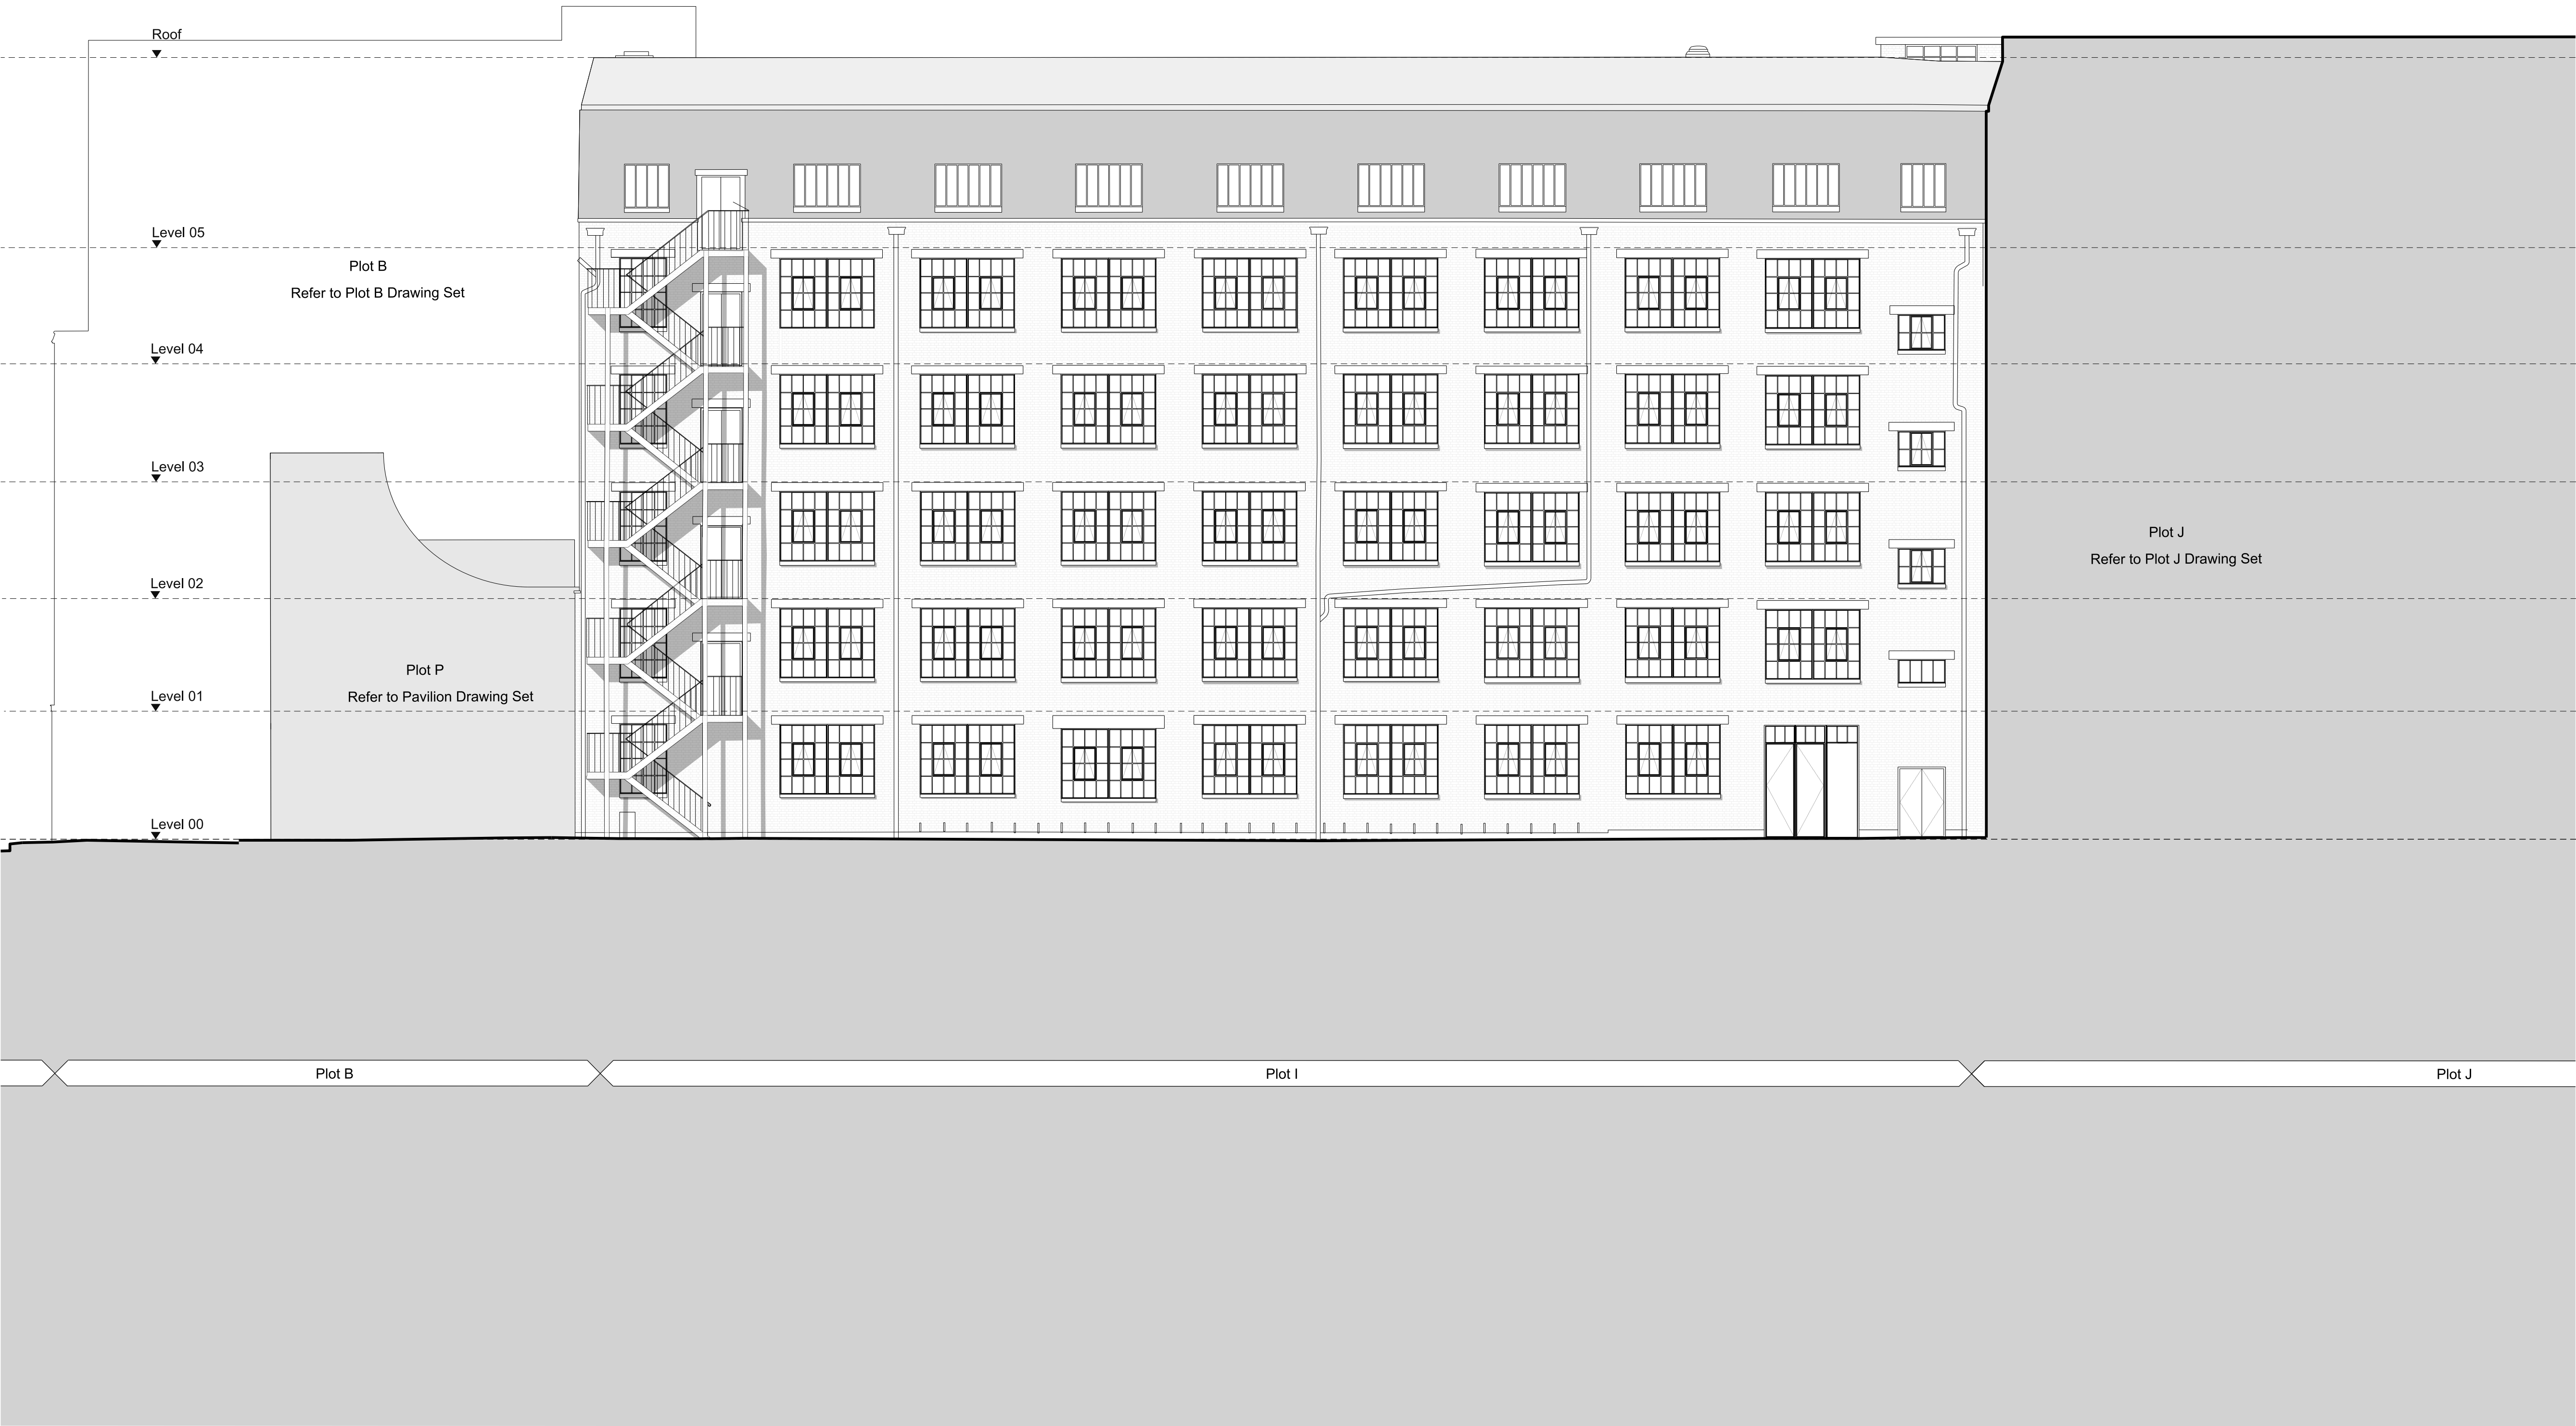 Roof
Level 05
Plot B
Refer to Plot B Drawing Set
Level 04
Level 03
Plot J
Refer to Plot J Drawing Set
Level 02
Plot P
Refer to Pavilion Drawing Set
Level 01
Level 00
Plot B
Plot I
Plot J